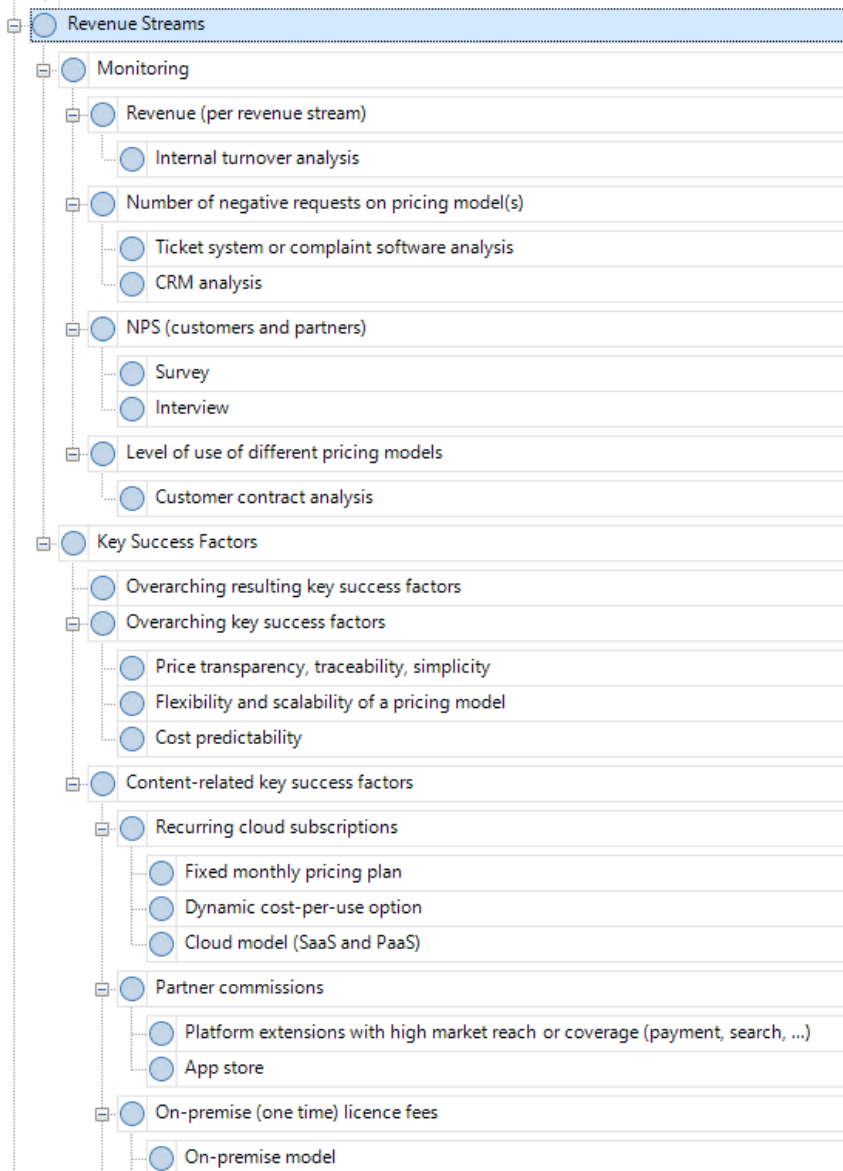 Revenue Streams
Monitoring
Revenue (per revenue stream)
Internal turnover analysis
Number of negative requests on pricing model(s)
Ticket system or complaint software analysis
CRM analysis
NPS (customers and partners)
Survey
Interview
Level of use of different pricing models
Customer contract analysis
Key Success Factors
Overarching resulting key success factors
Overarching key success factors
Price transparency, traceability, simplicity
Flexibility and scalability of a pricing model
Cost predictability
Content-related key success factors
Recurring cloud subscriptions
Fixed monthly pricing plan
Dynamic cost-per-use option
Cloud model (SaaS and PaaS)
Partner commissions
Platform extensions with high market reach or coverage (payment, search, ...)
App store
On-premise (one time) licence fees
On-premise model